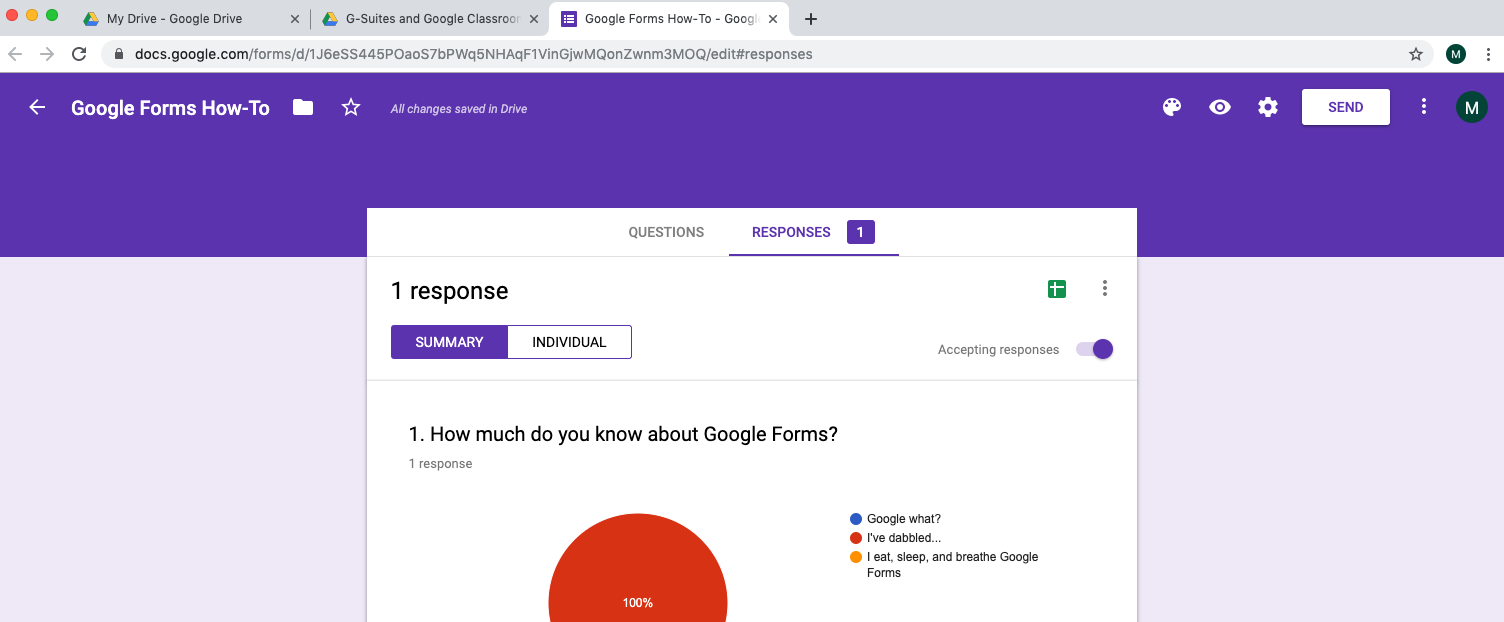 My Drive - Google Drive
G-Suites and Google Classroo
Google Forms How-To - Googl
docs.google.com/forms/d/1J6eSS445POaoS7bPWq5NHAqF1VinGjwMQonZwnm3MOQ/edit#responses
M
Google Forms How-To
All changes saved in Drive
SEND
M
QUESTIONS
RESPONSES
1
1 response
SUMMARY
INDIVIDUAL
Accepting responses
1. How much do you know about Google Forms?
1 response
Google what?
I've dabbled...
I eat, sleep, and breathe Google
Forms
100%